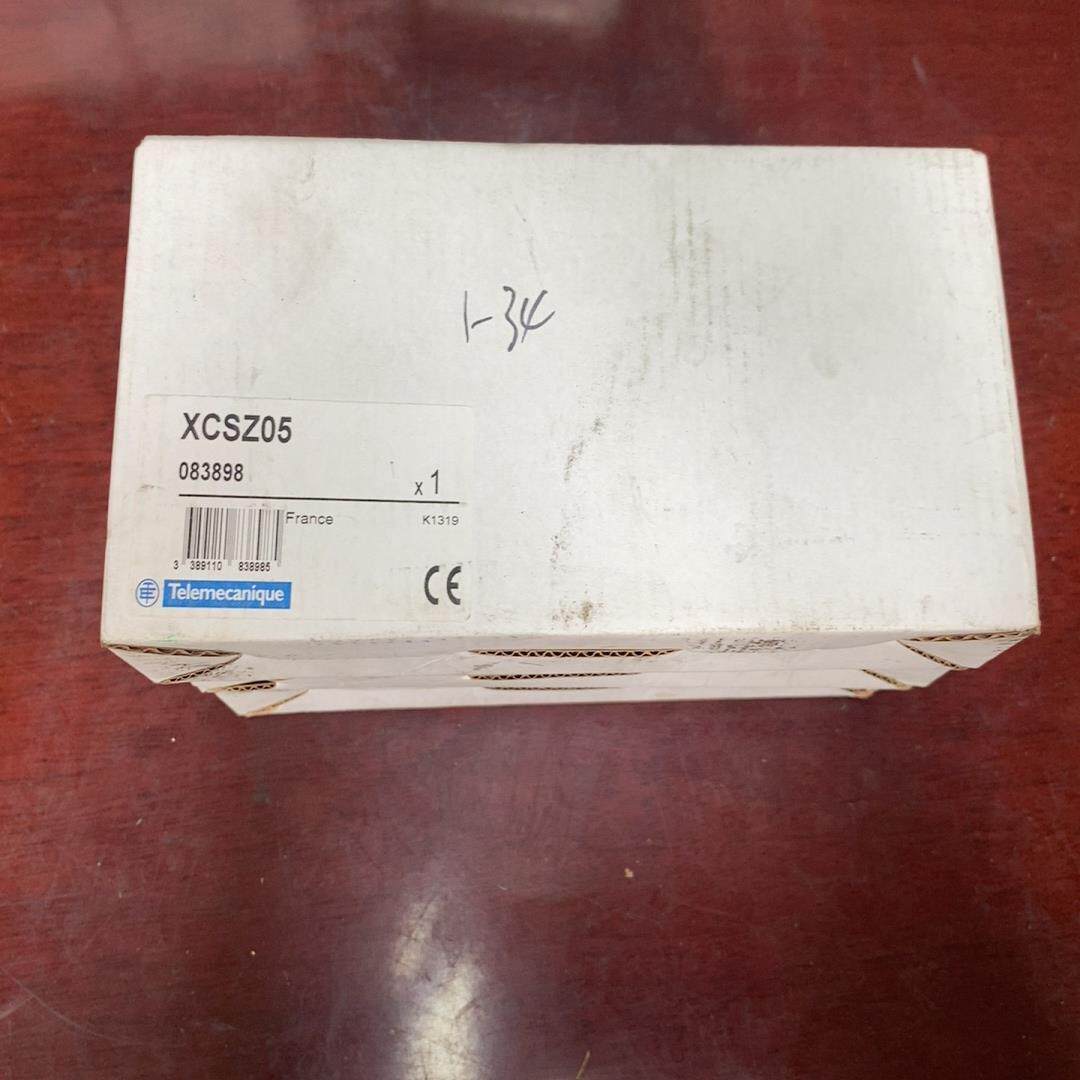 1-34
XCSZ05
083898
x 1
France
K1319
3 389110 838985
Telemecanique
CE